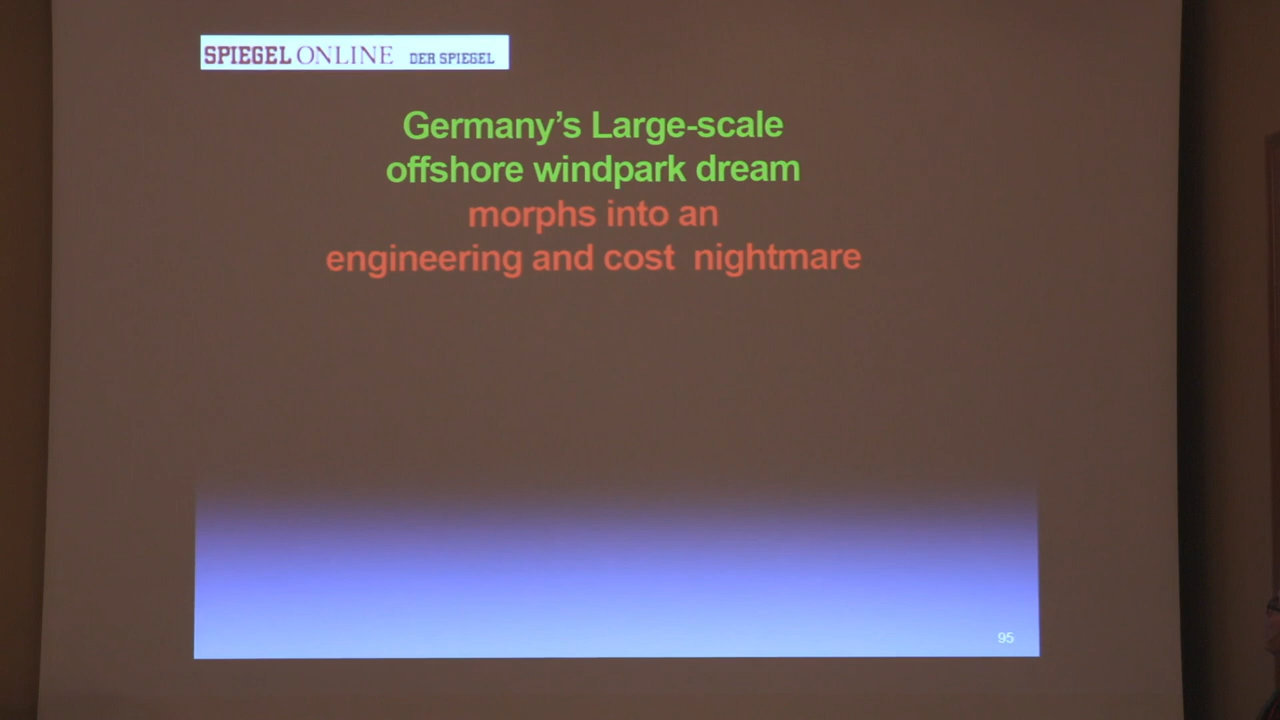 SPIEGEL ONLINE DER SPIEGEL
Germany’s Large-scale
offshore windpark dream
morphs into an
engineering and cost nightmare
95